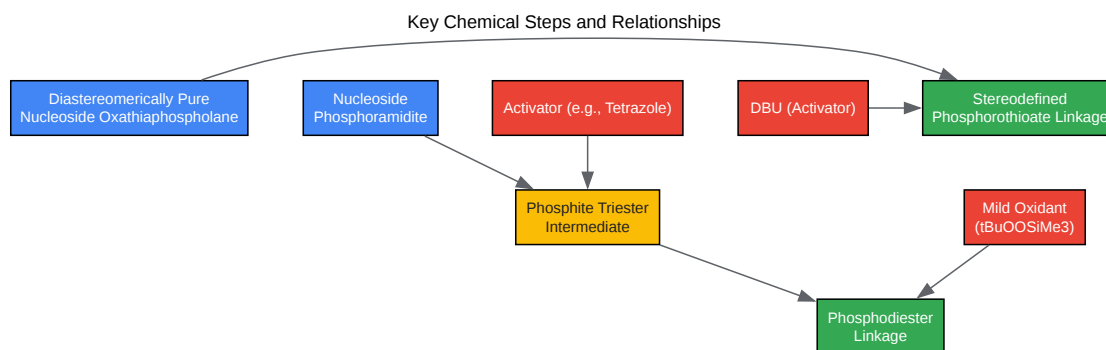 Key Chemical Steps and Relationships
Diastereomerically Pure
Nucleoside Oxathiaphospholane
Nucleoside
Phosphoramidite
Activator (e.g., Tetrazole)
DBU (Activator)
Stereodefined
Phosphorothioate Linkage
Phosphite Triester
Intermediate
Mild Oxidant
(tBuOOSiMe3)
Phosphodiester
Linkage